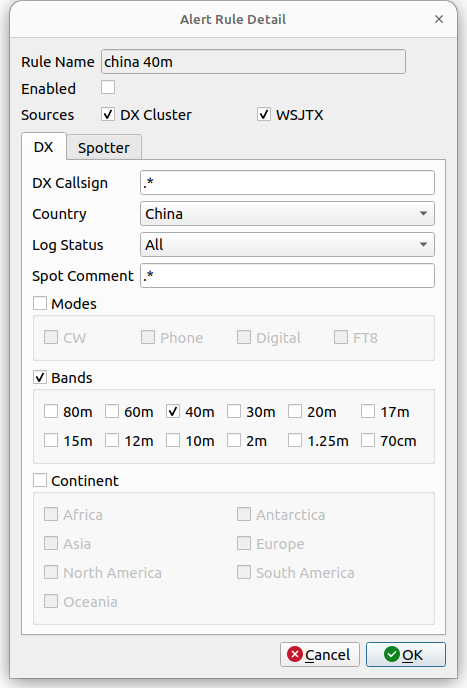 Alert Rule Detail
Rule Name china 40m
Enabled
Sources DX Cluster WSJTX
DX Spotter
DX Callsign .*
Country China
Log Status All
Spot Comment .*
Modes
CW Phone Digital FT8
Bands
80m 60m 40m 30m 20m 17m
15m 12m 10m 2m 1.25m 70cm
Continent
Africa Antarctica
Asia Europe
North America South America
Oceania
Cancel OK